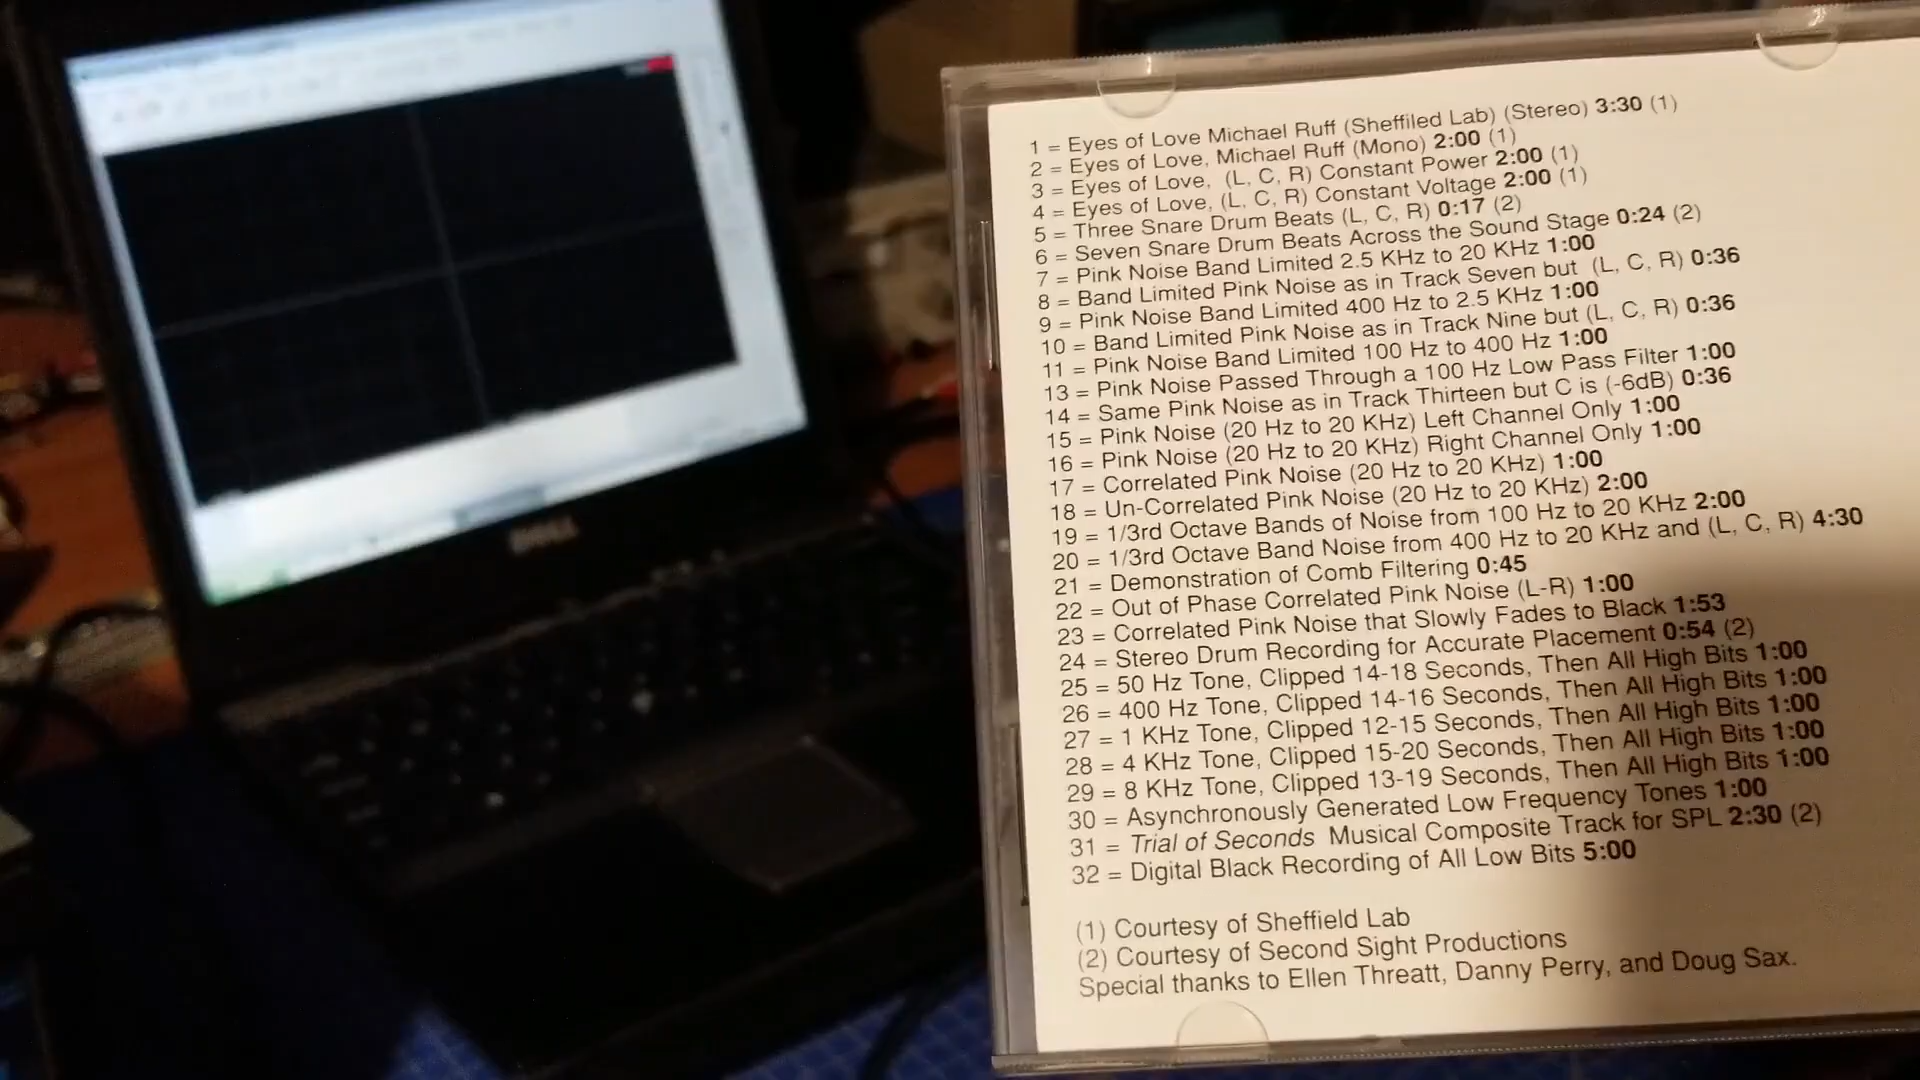 1 = Eyes of Love Michael Ruff (Sheffiled Lab) (Stereo) 3:30 (1)
2 = Eyes of Love, Michael Ruff (Mono) 2:00 (1)
3 = Eyes of Love, (L, C, R) Constant Power 2:00 (1)
4 = Eyes of Love, (L, C, R) Constant Voltage 2:00 (1)
5 = Three Snare Drum Beats (L, C, R) 0:17 (2)
6 = Seven Snare Drum Beats Across the Sound Stage 0:24 (2)
7 = Pink Noise Band Limited 2.5 KHz to 20 KHz 1:00
8 = Band Limited Pink Noise as in Track Seven but (L, C, R) 0:36
9 = Pink Noise Band Limited 400 Hz to 2.5 KHz 1:00
10 = Band Limited Pink Noise as in Track Nine but (L, C, R) 0:36
11 = Pink Noise Band Limited 100 Hz to 400 Hz 1:00
13 = Pink Noise Passed Through a 100 Hz Low Pass Filter 1:00
14 = Same Pink Noise as in Track Thirteen but C is (-6dB) 0:36
15 = Pink Noise (20 Hz to 20 KHz) Left Channel Only 1:00
16 = Pink Noise (20 Hz to 20 KHz) Right Channel Only 1:00
17 = Correlated Pink Noise (20 Hz to 20 KHz) 1:00
18 = Un-Correlated Pink Noise (20 Hz to 20 KHz) 2:00
19 = 1/3rd Octave Bands of Noise from 100 Hz to 20 KHz 2:00
20 = 1/3rd Octave Band Noise from 400 Hz to 20 KHz and (L, C, R) 4:30
21 = Demonstration of Comb Filtering 0:45
22 = Out of Phase Correlated Pink Noise (L-R) 1:00
23 = Correlated Pink Noise that Slowly Fades to Black 1:53
24 = Stereo Drum Recording for Accurate Placement 0:54 (2)
25 = 50 Hz Tone, Clipped 14-18 Seconds, Then All High Bits 1:00
26 = 400 Hz Tone, Clipped 14-16 Seconds, Then All High Bits 1:00
27 = 1 KHz Tone, Clipped 12-15 Seconds, Then All High Bits 1:00
28 = 4 KHz Tone, Clipped 15-20 Seconds, Then All High Bits 1:00
29 = 8 KHz Tone, Clipped 13-19 Seconds, Then All High Bits 1:00
30 = Asynchronously Generated Low Frequency Tones 1:00
31 = Trial of Seconds Musical Composite Track for SPL 2:30 (2)
32 = Digital Black Recording of All Low Bits 5:00
(1) Courtesy of Sheffield Lab
(2) Courtesy of Second Sight Productions
Special thanks to Ellen Threatt, Danny Perry, and Doug Sax.
DELL